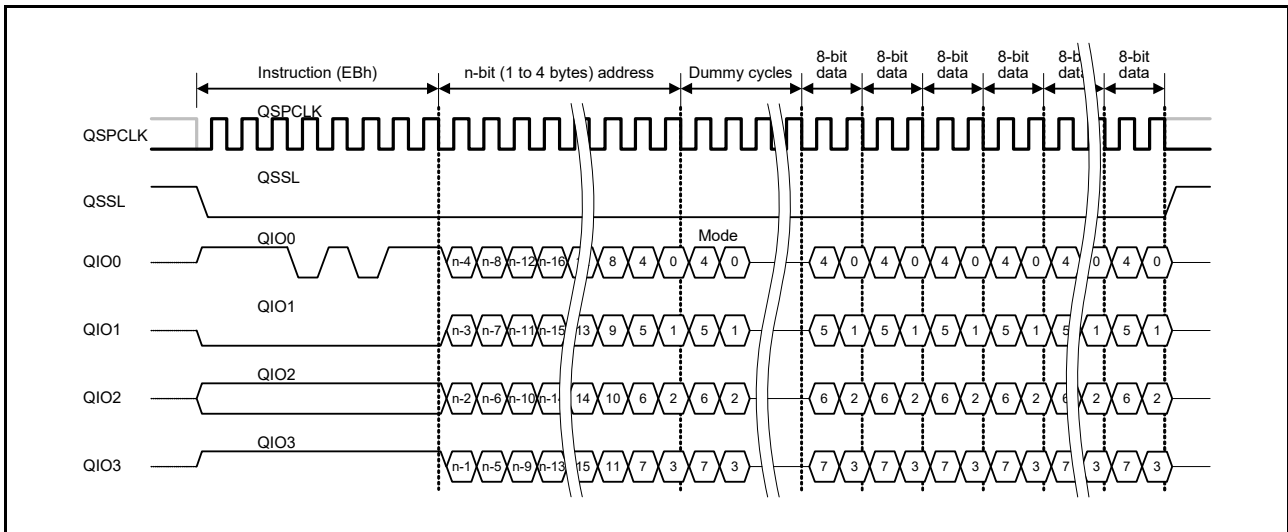 8-bit data 8-bit data 8-bit data 8-bit data 8-bit data 8-bit data
Instruction (EBh) n-bit (1 to 4 bytes) address Dummy cycles
QSPCLK
QSPCLK
QSSL
QSSL
QIO0
Mode
QIO0 n-4 n-8 n-12 n-16 8 4 0 4 0 4 0 4 0 4 0 4 0 4 0 4 0
QIO1
QIO1 n-3 n-7 n-11 n-15 13 9 5 1 5 1 5 1 5 1 5 1 5 1 5 1 5 1
QIO2
QIO2 n-2 n-6 n-10 n-14 14 10 6 2 6 2 6 2 6 2 6 2 6 2 6 2 6 2
QIO3
QIO3 n-1 n-5 n-9 n-13 15 11 7 3 7 3 7 3 7 3 7 3 7 3 7 3 7 3